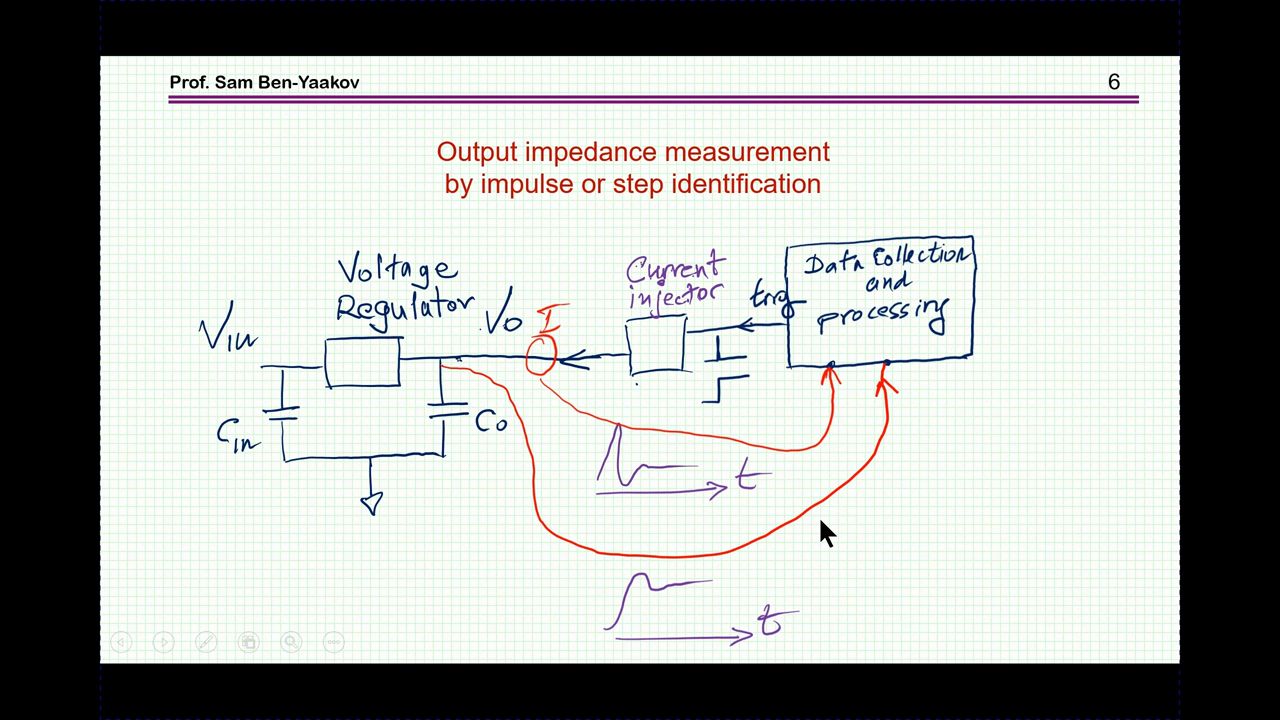 Prof. Sam Ben-Yaakov
6
Output impedance measurement
by impulse or step identification
Voltage
Regulator
Vin
Vo
I
Current
injector
trig
Data Collection
and
processing
Cin
Co
t
t